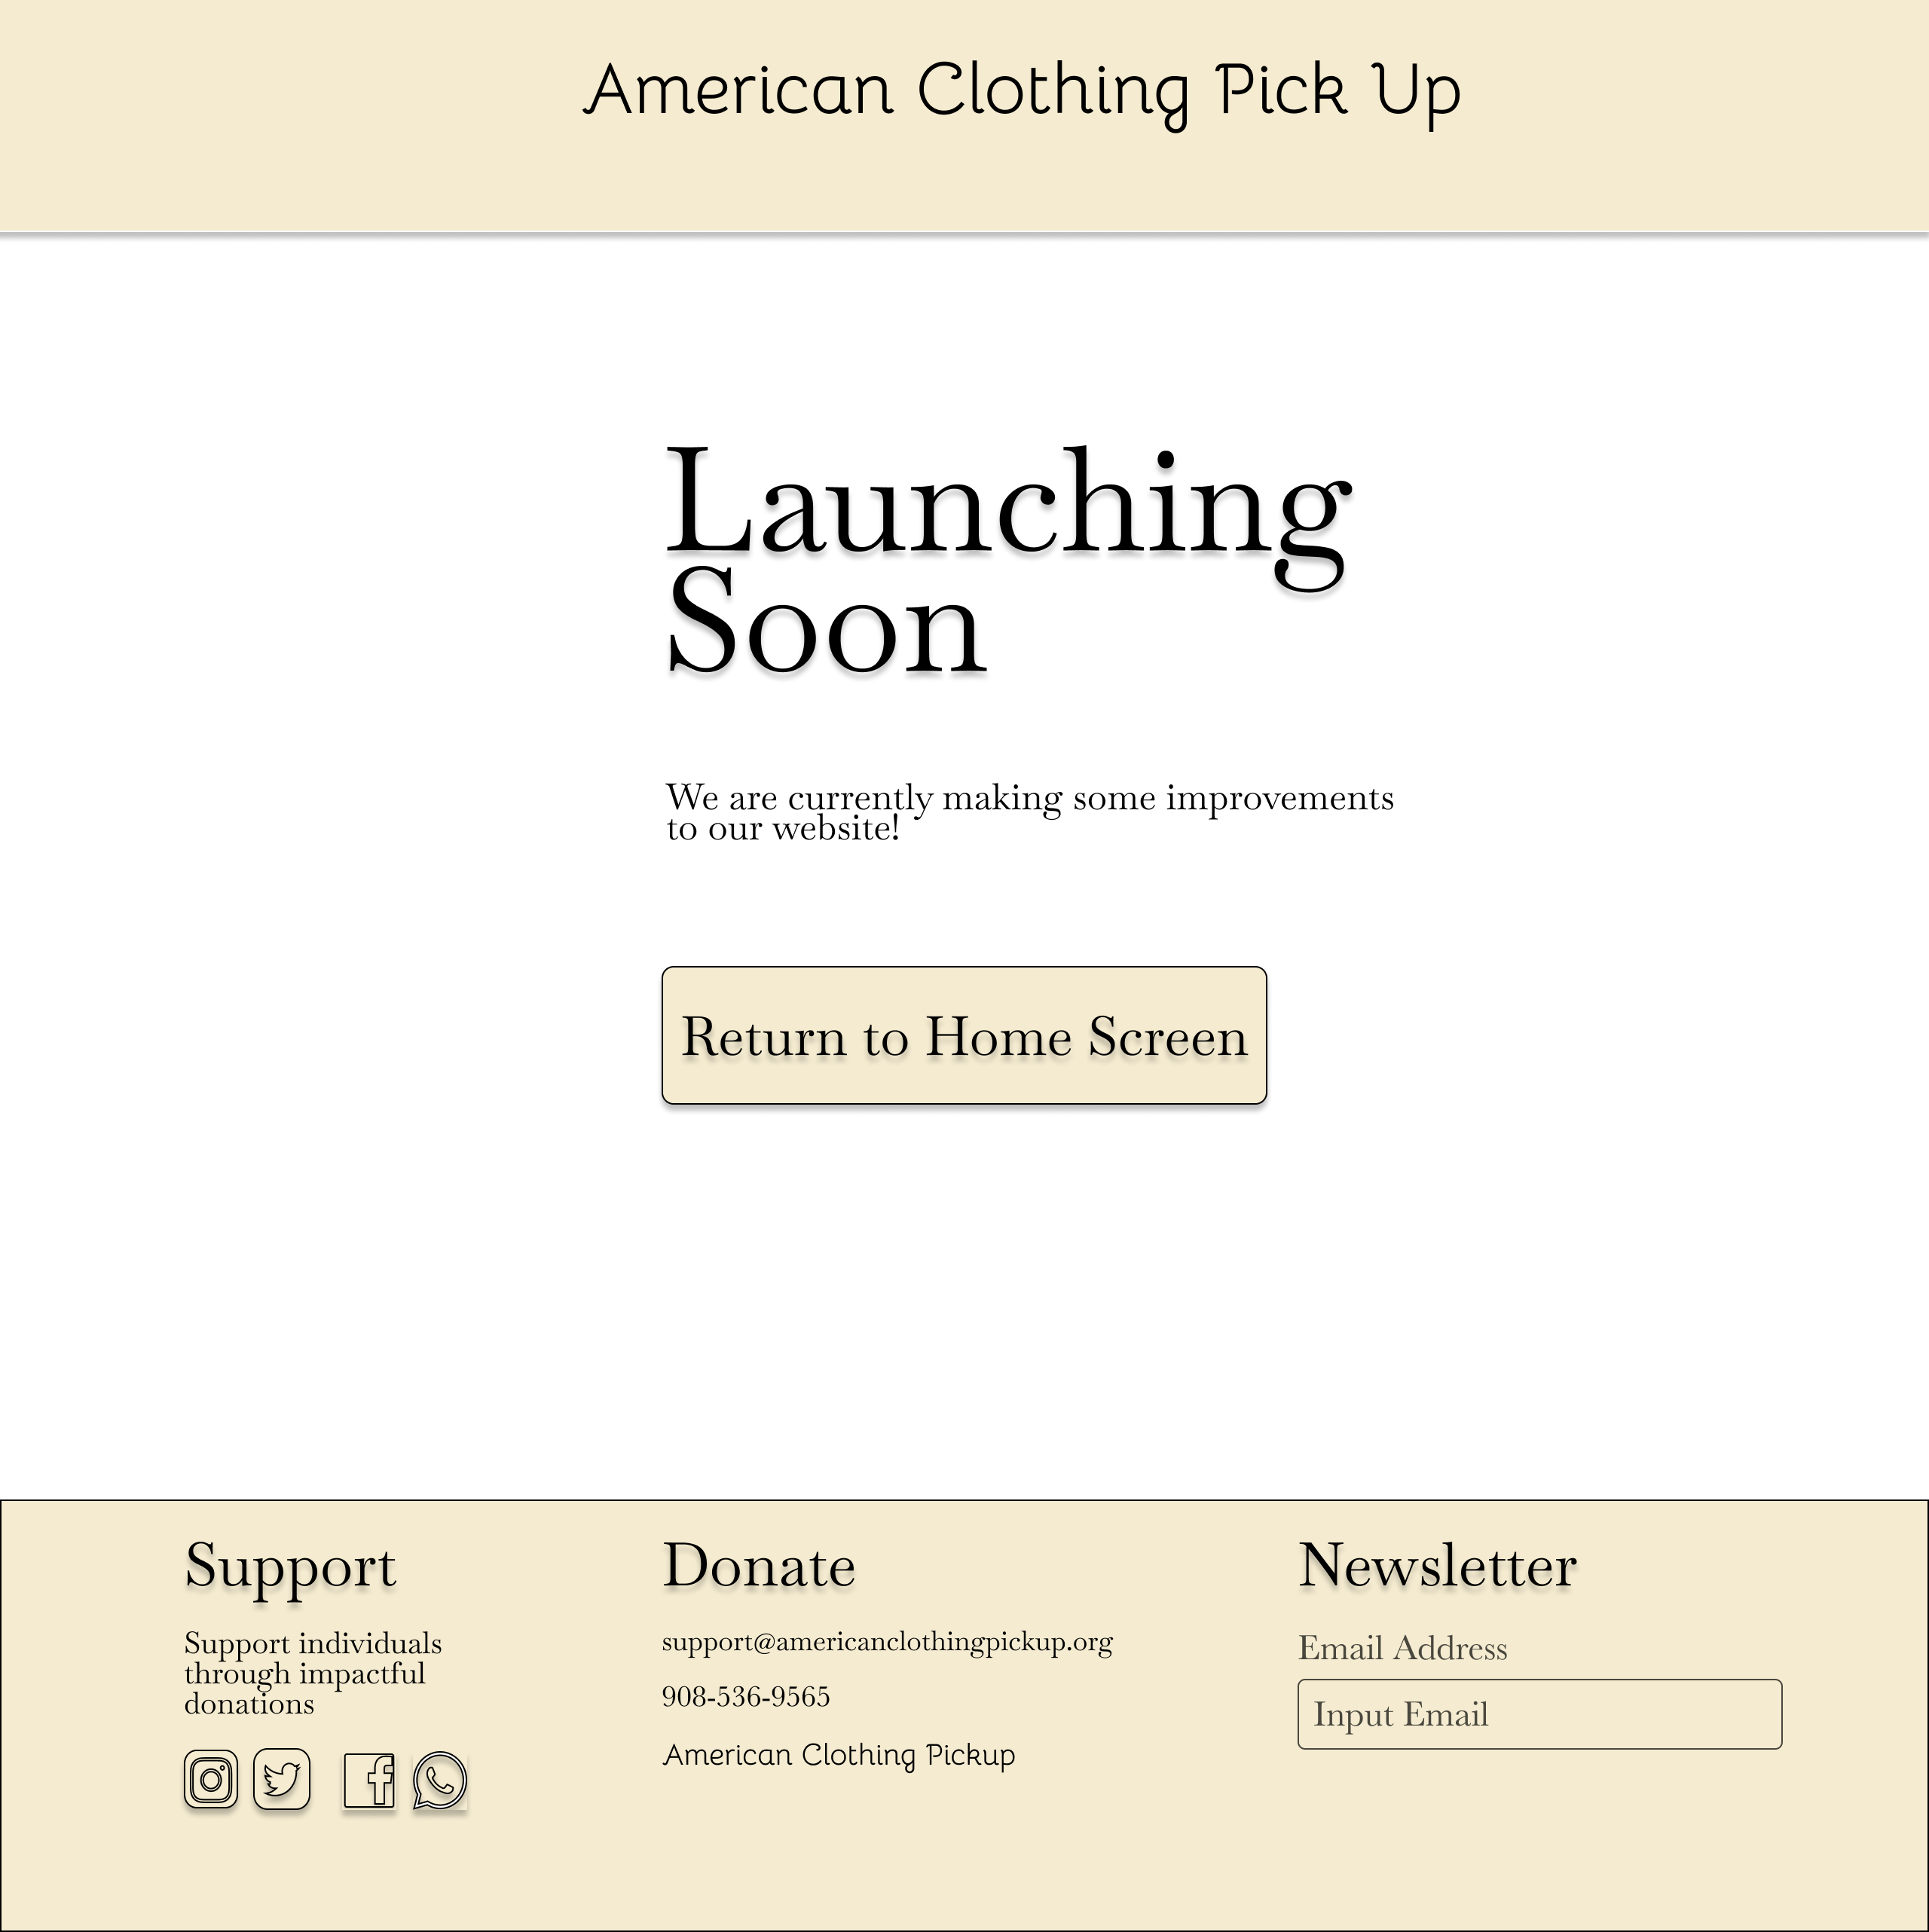 American Clothing Pick Up
Launching
Soon
We are currently making some improvements
to our website!
Return to Home Screen
Support
Support individuals
through impactful
donations
Donate
support@americanclothingpickup.org
908-536-9565
American Clothing Pickup
Newsletter
Email Address
Input Email